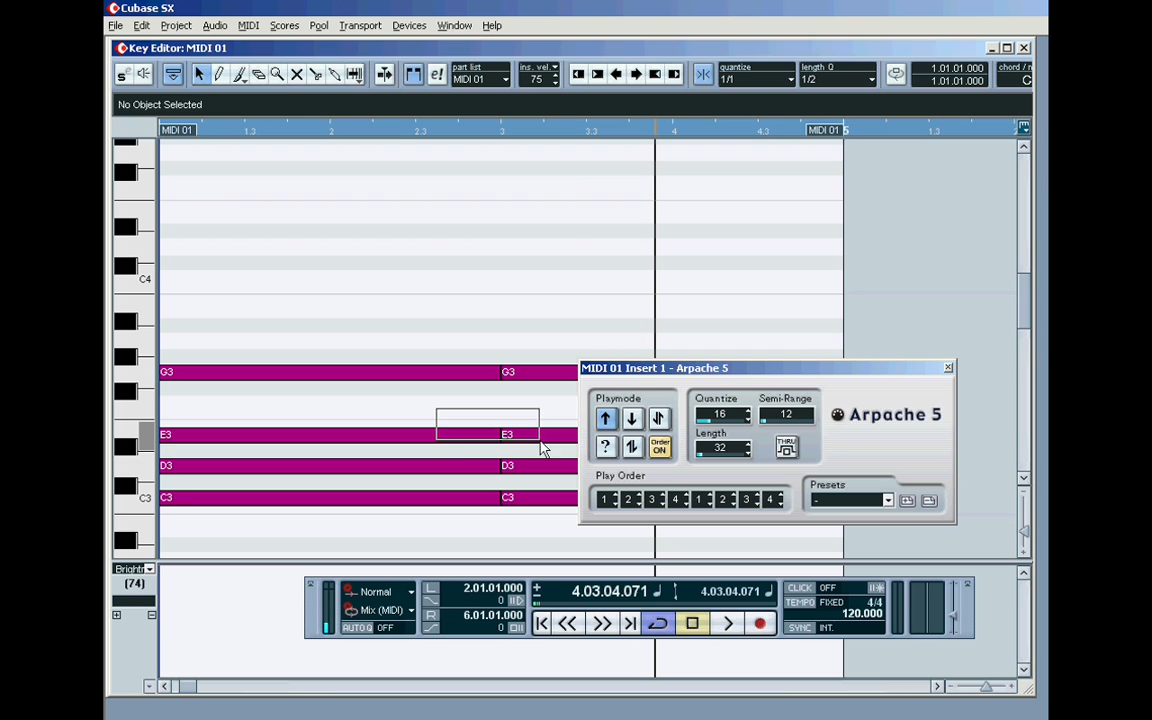 Cubase SX
File Edit Project Audio MIDI Scores Pool Transport Devices Window Help
Key Editor: MIDI 01
part list
MIDI 01
ins. vel.
75
quantize
1/1
length Q
1/2
1.01.01.000
1.01.01.000
chord / n
C
No Object Selected
MIDI 01 1.3 2 2.3 3 3.3 4 4.3 MIDI 01 5 1.3
C4
G3 G3
E3 E3
D3 D3
C3 C3 C3
MIDI 01 Insert 1 - Arpache 5
Playmode
? Order ON
Quantize
16
Semi-Range
12
Length
32
THRU
Arpache 5
Play Order
1 2 3 4 1 2 3 4
Presets
-
Brightn
(74)
Normal
Mix (MIDI)
AUTO Q OFF
L 2.01.01.000
0
R 6.01.01.000
0
4.03.04.071 4.03.04.071
CLICK OFF
TEMPO FIXED 4/4
120.000
SYNC INT.